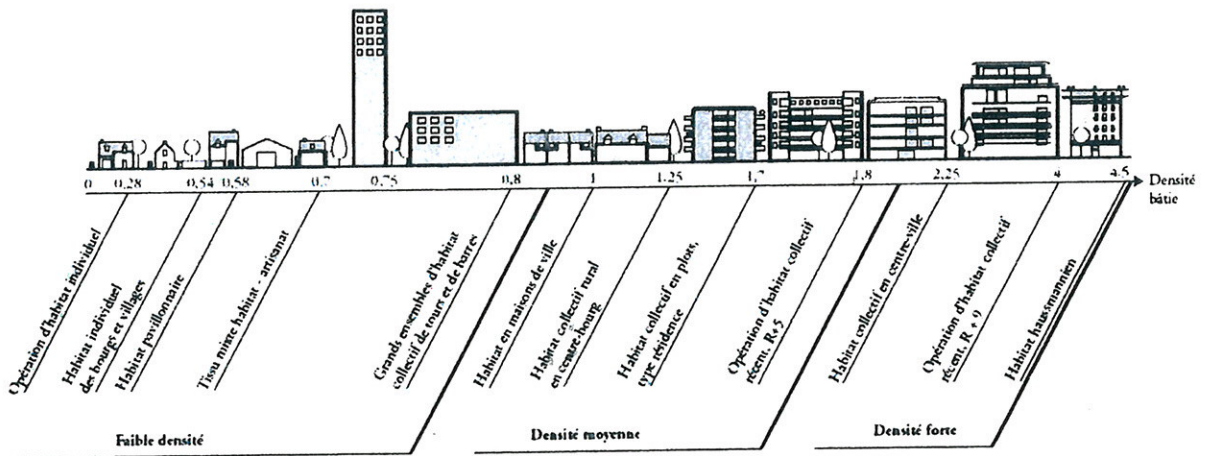 0 0,28 0,54 0,58 0,7 0,75 0,8 1 1,25 1,7 1,8 2,25 4 4,5
Densité
bâtie
Opération d'habitat individuel
Habitat individuel
des bourgs et villages
Habitat pavillonnaire
Tissu mixte habitat - artisanat
Grands ensembles d'habitat
collectif de tours et de barres
Habitat en maisons de ville
Habitat collectif rural
en centre-bourg
Habitat collectif en plots,
type résidence
Opération d'habitat collectif
récent, R+5
Habitat collectif en centre-ville
Opération d'habitat collectif
récent, R + 9
Habitat haussmannien
Faible densité
Densité moyenne
Densité forte